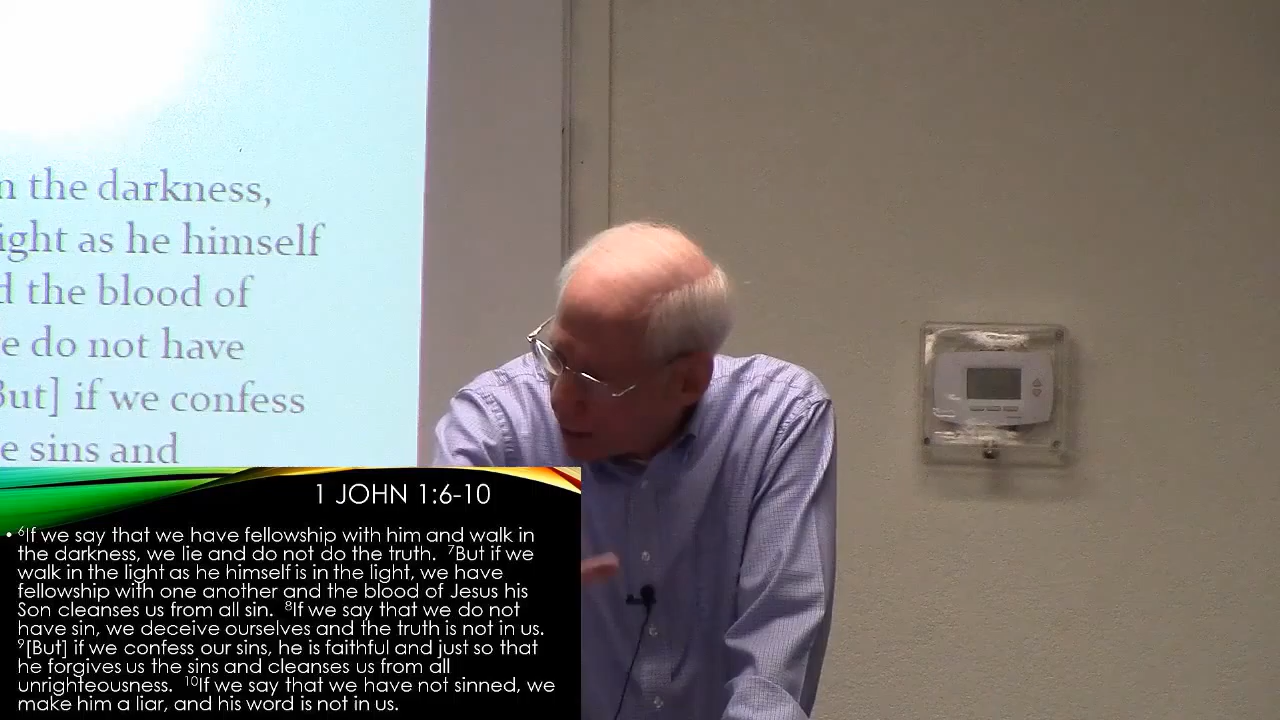 the darkness,
as he himself
the blood of
do not have
if we confess
sins and
1 JOHN 1:6-10
• ⁶If we say that we have fellowship with him and walk in
the darkness, we lie and do not do the truth. ⁷But if we
walk in the light as he himself is in the light, we have
fellowship with one another and the blood of Jesus his
Son cleanses us from all sin. ⁸If we say that we do not
have sin, we deceive ourselves and the truth is not in us.
⁹[But] if we confess our sins, he is faithful and just so that
he forgives us the sins and cleanses us from all
unrighteousness. ¹⁰If we say that we have not sinned, we
make him a liar, and his word is not in us.